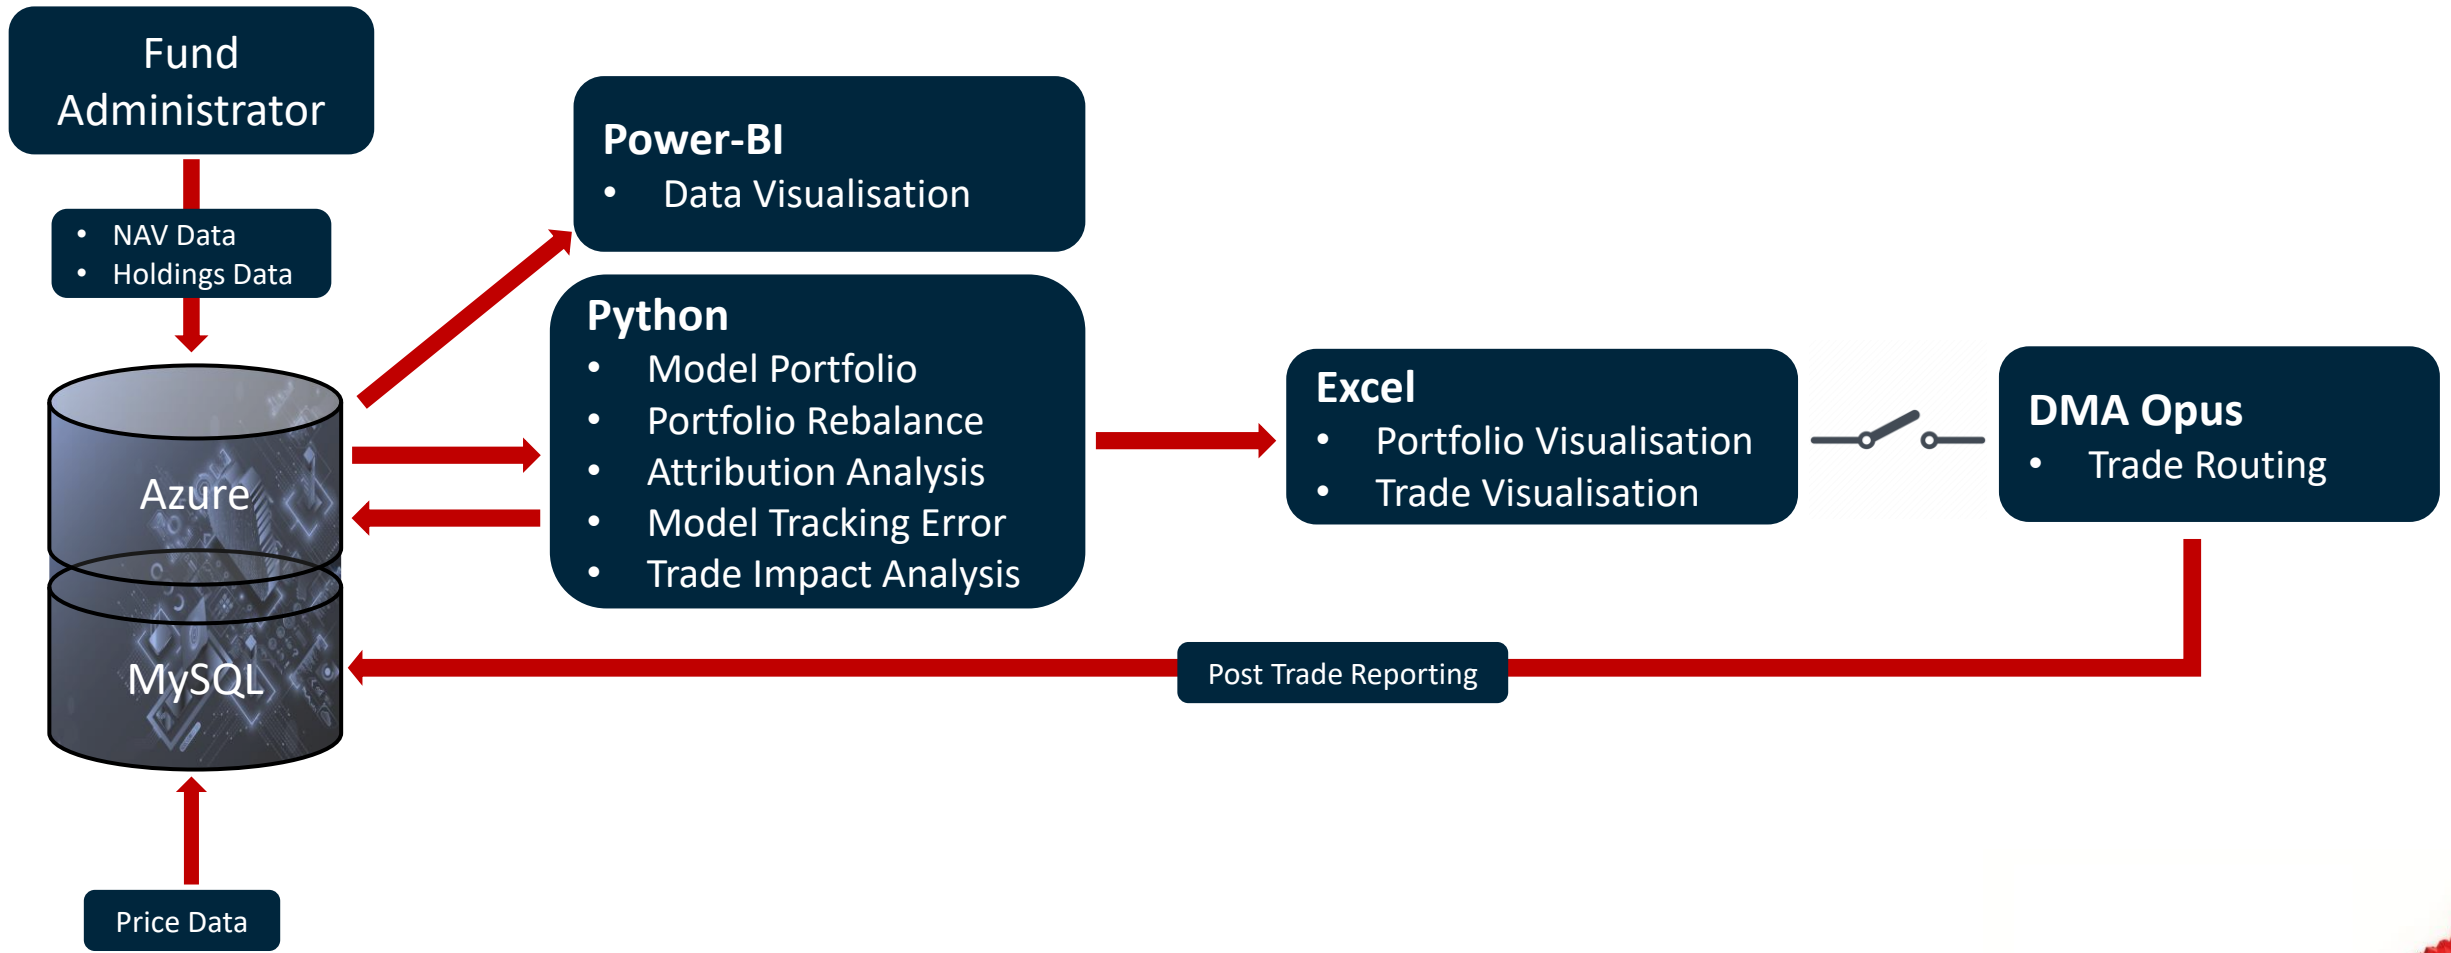 Fund
Administrator
• NAV Data
• Holdings Data
Azure
MySQL
Price Data
Power-BI
• Data Visualisation
Python
• Model Portfolio
• Portfolio Rebalance
• Attribution Analysis
• Model Tracking Error
• Trade Impact Analysis
Excel
• Portfolio Visualisation
• Trade Visualisation
DMA Opus
• Trade Routing
Post Trade Reporting